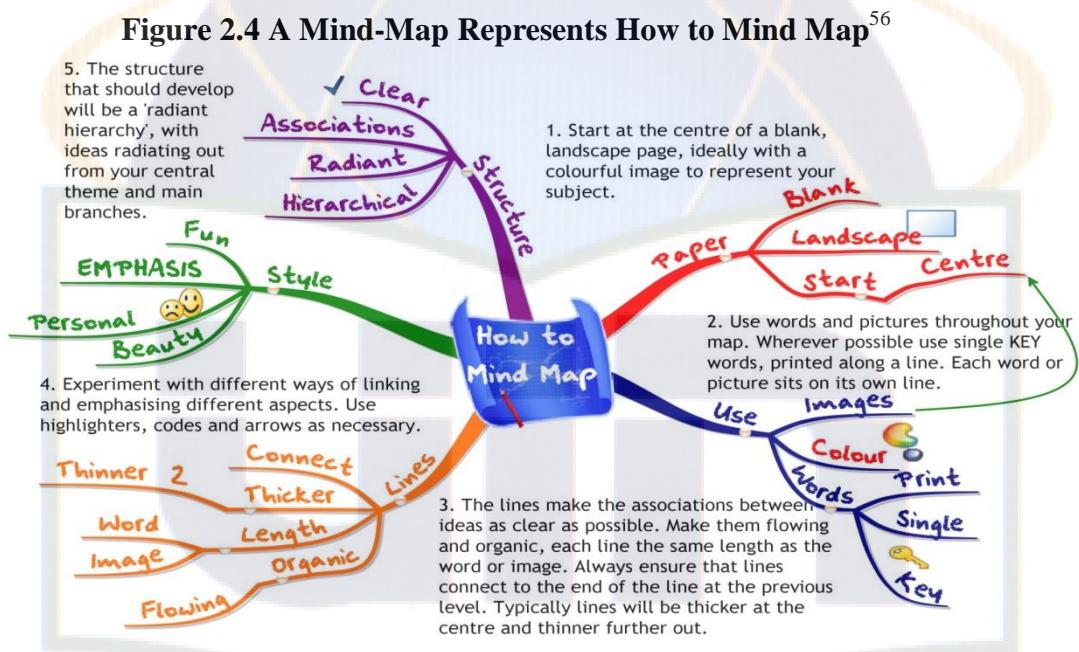 Figure 2.4 A Mind-Map Represents How to Mind Map56
5. The structure
that should develop
will be a 'radiant
hierarchy', with
ideas radiating out
from your central
theme and main
branches.
Clear
Associations
Radiant
Hierarchical
Structure
1. Start at the centre of a blank,
landscape page, ideally with a
colourful image to represent your
subject.
Paper
Blank
Landscape
Start
Centre
Fun
EMPHASIS
Personal
Beauty
Style
How to
Mind Map
2. Use words and pictures throughout your
map. Wherever possible use single KEY
words, printed along a line. Each word or
picture sits on its own line.
Use
Images
Colour
Words
Print
Single
Key
4. Experiment with different ways of linking
and emphasising different aspects. Use
highlighters, codes and arrows as necessary.
Lines
Connect
Thinner 2
Thicker
Length
Word
Image
Organic
Flowing
3. The lines make the associations between
ideas as clear as possible. Make them flowing
and organic, each line the same length as the
word or image. Always ensure that lines
connect to the end of the line at the previous
level. Typically lines will be thicker at the
centre and thinner further out.